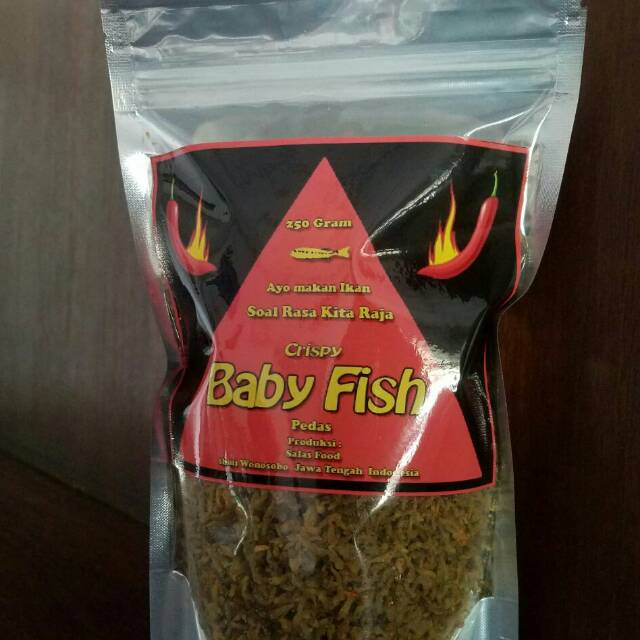 250 Gram
Ayo makan Ikan
Soal Rasa Kita Raja
Crispy
Baby Fish
Pedas
Produksi :
Salas Food
Wonosobo Jawa Tengah Indonesia